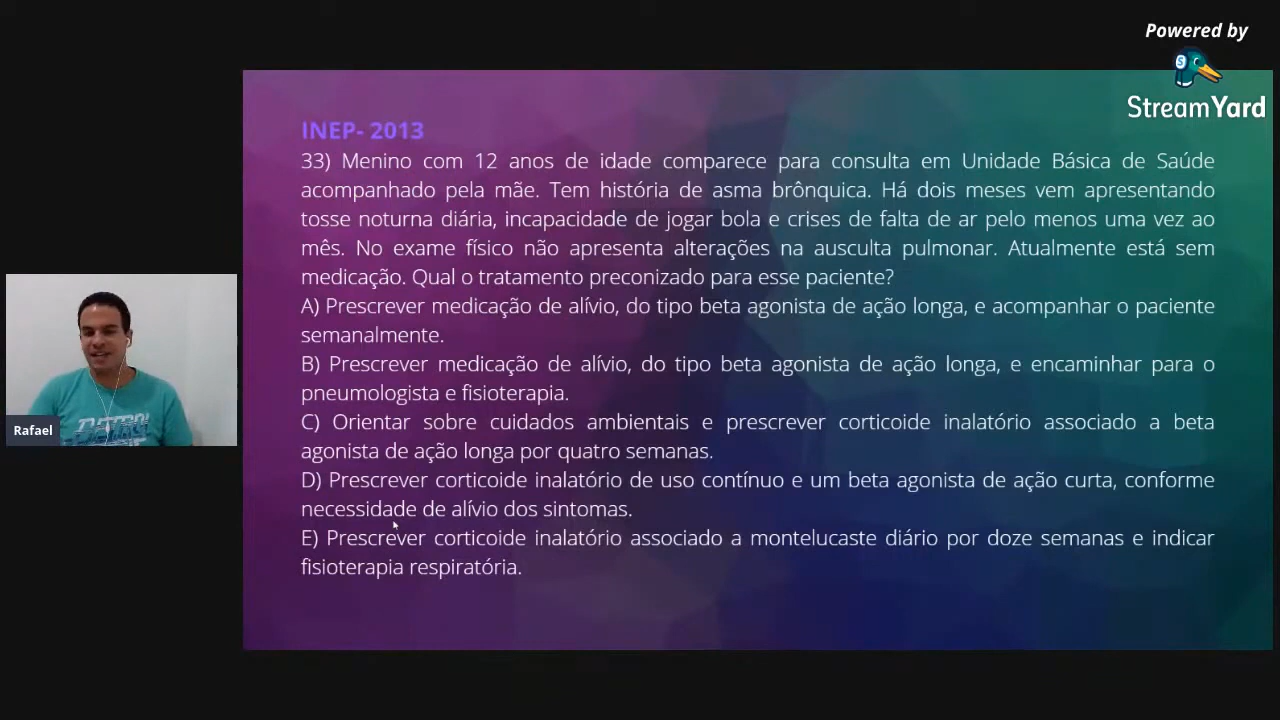 Powered by
StreamYard
INEP- 2013
33) Menino com 12 anos de idade comparece para consulta em Unidade Básica de Saúde
acompanhado pela mãe. Tem história de asma brônquica. Há dois meses vem apresentando
tosse noturna diária, incapacidade de jogar bola e crises de falta de ar pelo menos uma vez ao
mês. No exame físico não apresenta alterações na ausculta pulmonar. Atualmente está sem
medicação. Qual o tratamento preconizado para esse paciente?
A) Prescrever medicação de alívio, do tipo beta agonista de ação longa, e acompanhar o paciente
semanalmente.
B) Prescrever medicação de alívio, do tipo beta agonista de ação longa, e encaminhar para o
pneumologista e fisioterapia.
C) Orientar sobre cuidados ambientais e prescrever corticoide inalatório associado a beta
agonista de ação longa por quatro semanas.
D) Prescrever corticoide inalatório de uso contínuo e um beta agonista de ação curta, conforme
necessidade de alívio dos sintomas.
E) Prescrever corticoide inalatório associado a montelucaste diário por doze semanas e indicar
fisioterapia respiratória.
Rafael